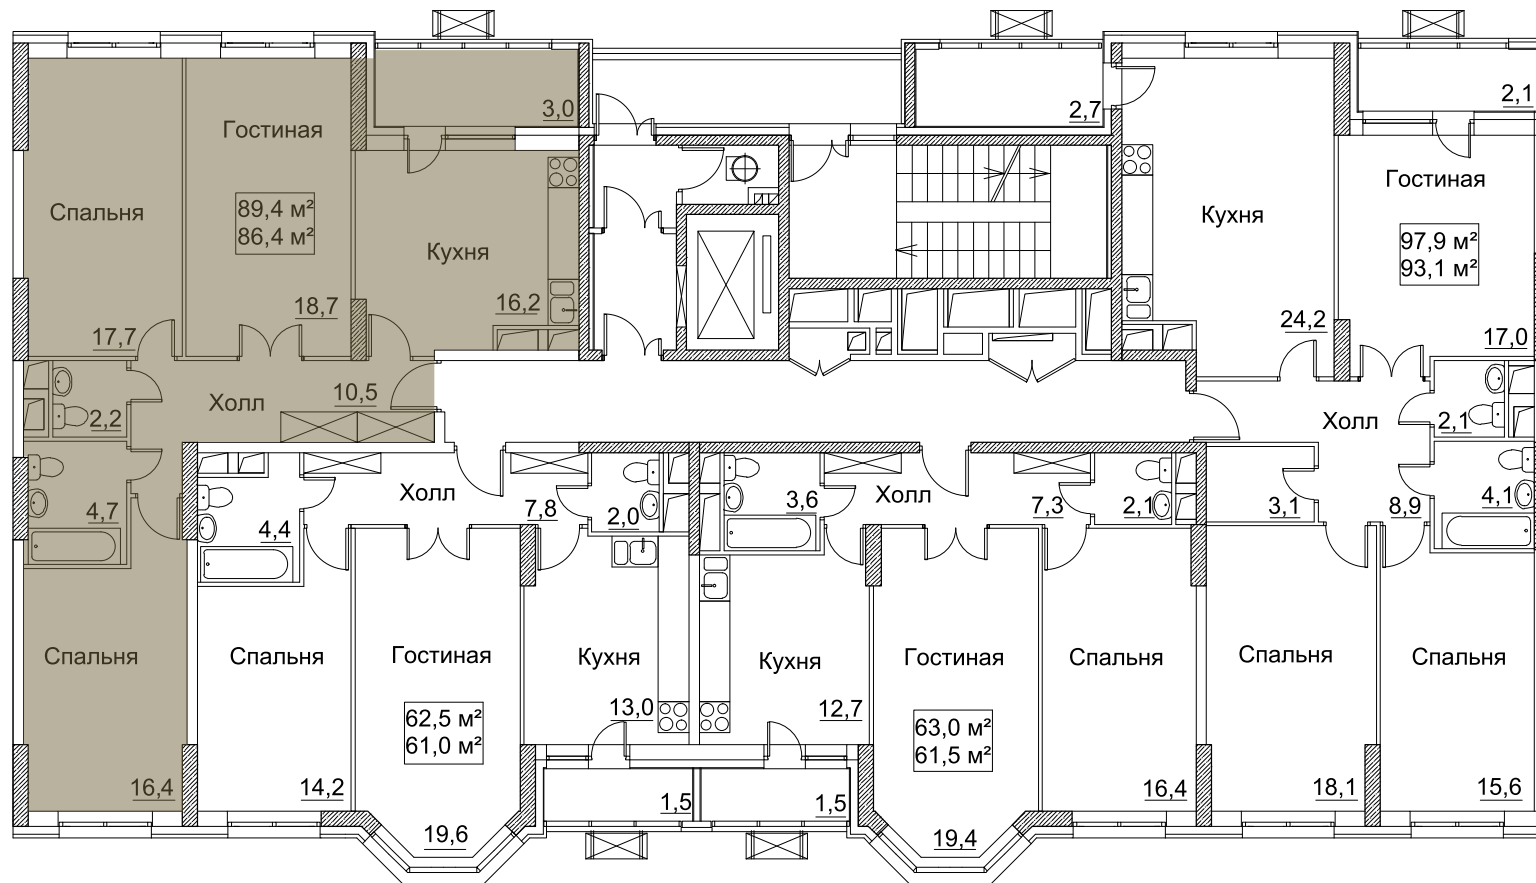 3,0
2,7
2,1
Гостиная
Гостиная
Спальня
89,4 м²
86,4 м²
Кухня
Кухня
97,9 м²
93,1 м²
18,7
16,2
24,2
17,0
17,7
Холл
10,5
2,2
Холл
2,1
4,7
4,4
Холл
7,8
2,0
3,6
Холл
7,3
2,1
3,1
8,9
4,1
Спальня
Спальня
Гостиная
Кухня
Кухня
Гостиная
Спальня
Спальня
Спальня
62,5 м²
61,0 м²
13,0
12,7
63,0 м²
61,5 м²
16,4
14,2
1,5
1,5
16,4
18,1
15,6
19,6
19,4